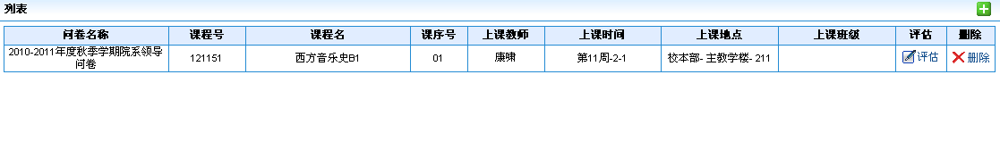 列表
问卷名称 课程号 课程名 课序号 上课教师 上课时间 上课地点 上课班级 评估 删除
2010-2011年度秋季学期院系领导
问卷 121151 西方音乐史B1 01 康啸 第11周-2-1 校本部- 主教学楼- 211 评估 删除